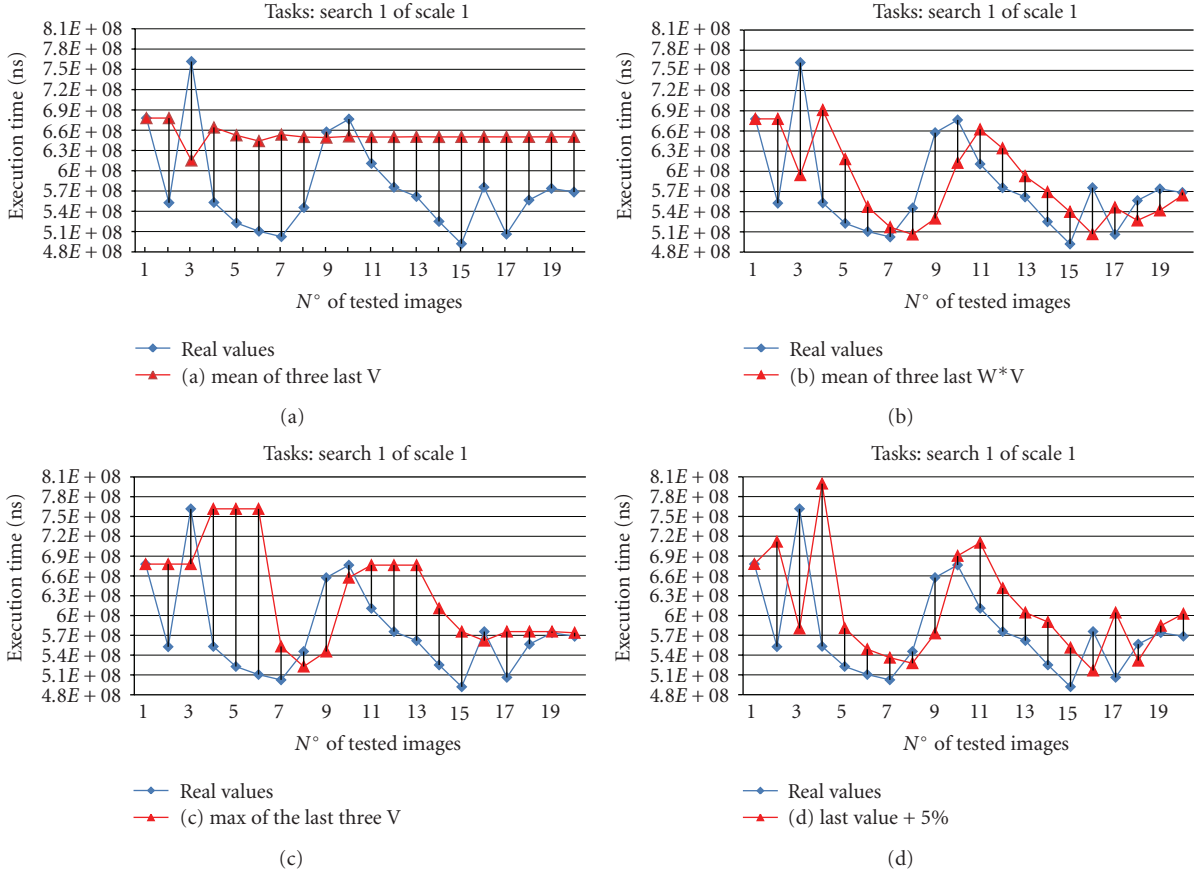 Tasks: search 1 of scale 1
8.1E + 08
7.8E + 08
7.5E + 08
7.2E + 08
6.9E + 08
6.6E + 08
6.3E + 08
6E + 08
5.7E + 08
5.4E + 08
5.1E + 08
4.8E + 08
Execution time (ns)
1 3 5 7 9 11 13 15 17 19
N° of tested images
Real values
(a) mean of three last V
(a)
Tasks: search 1 of scale 1
8.1E + 08
7.8E + 08
7.5E + 08
7.2E + 08
6.9E + 08
6.6E + 08
6.3E + 08
6E + 08
5.7E + 08
5.4E + 08
5.1E + 08
4.8E + 08
Execution time (ns)
1 3 5 7 9 11 13 15 17 19
N° of tested images
Real values
(b) mean of three last W*V
(b)
Tasks: search 1 of scale 1
8.1E + 08
7.8E + 08
7.5E + 08
7.2E + 08
6.9E + 08
6.6E + 08
6.3E + 08
6E + 08
5.7E + 08
5.4E + 08
5.1E + 08
4.8E + 08
Execution time (ns)
1 3 5 7 9 11 13 15 17 19
N° of tested images
Real values
(c) max of the last three V
(c)
Tasks: search 1 of scale 1
8.1E + 08
7.8E + 08
7.5E + 08
7.2E + 08
6.9E + 08
6.6E + 08
6.3E + 08
6E + 08
5.7E + 08
5.4E + 08
5.1E + 08
4.8E + 08
Execution time (ns)
1 3 5 7 9 11 13 15 17 19
N° of tested images
Real values
(d) last value + 5%
(d)